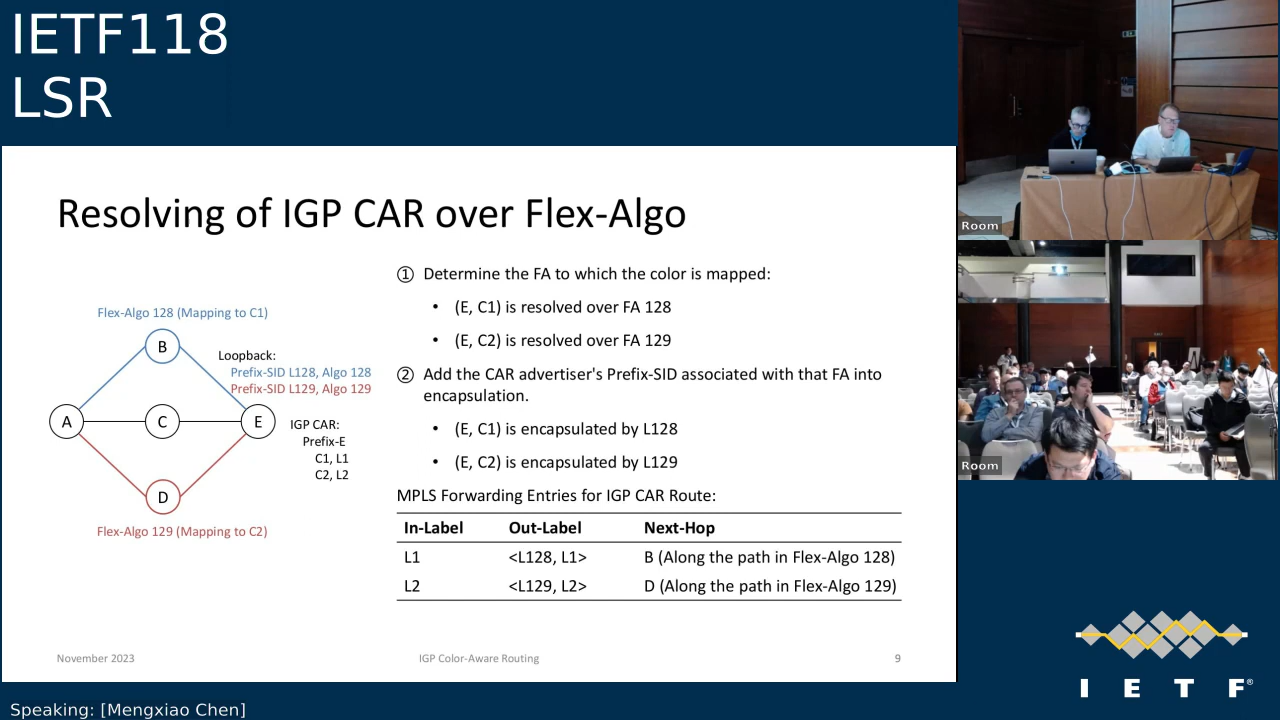 IETF118
LSR
Resolving of IGP CAR over Flex-Algo
Flex-Algo 128 (Mapping to C1)
B
Loopback:
Prefix-SID L128, Algo 128
Prefix-SID L129, Algo 129
A
C
E
IGP CAR:
Prefix-E
C1, L1
C2, L2
D
Flex-Algo 129 (Mapping to C2)
① Determine the FA to which the color is mapped:
• (E, C1) is resolved over FA 128
• (E, C2) is resolved over FA 129
② Add the CAR advertiser's Prefix-SID associated with that FA into
encapsulation.
• (E, C1) is encapsulated by L128
• (E, C2) is encapsulated by L129
MPLS Forwarding Entries for IGP CAR Route:
In-Label Out-Label Next-Hop
L1 <L128, L1> B (Along the path in Flex-Algo 128)
L2 <L129, L2> D (Along the path in Flex-Algo 129)
November 2023 IGP Color-Aware Routing 9
Room
Room
I E T F®
Speaking: [Mengxiao Chen]